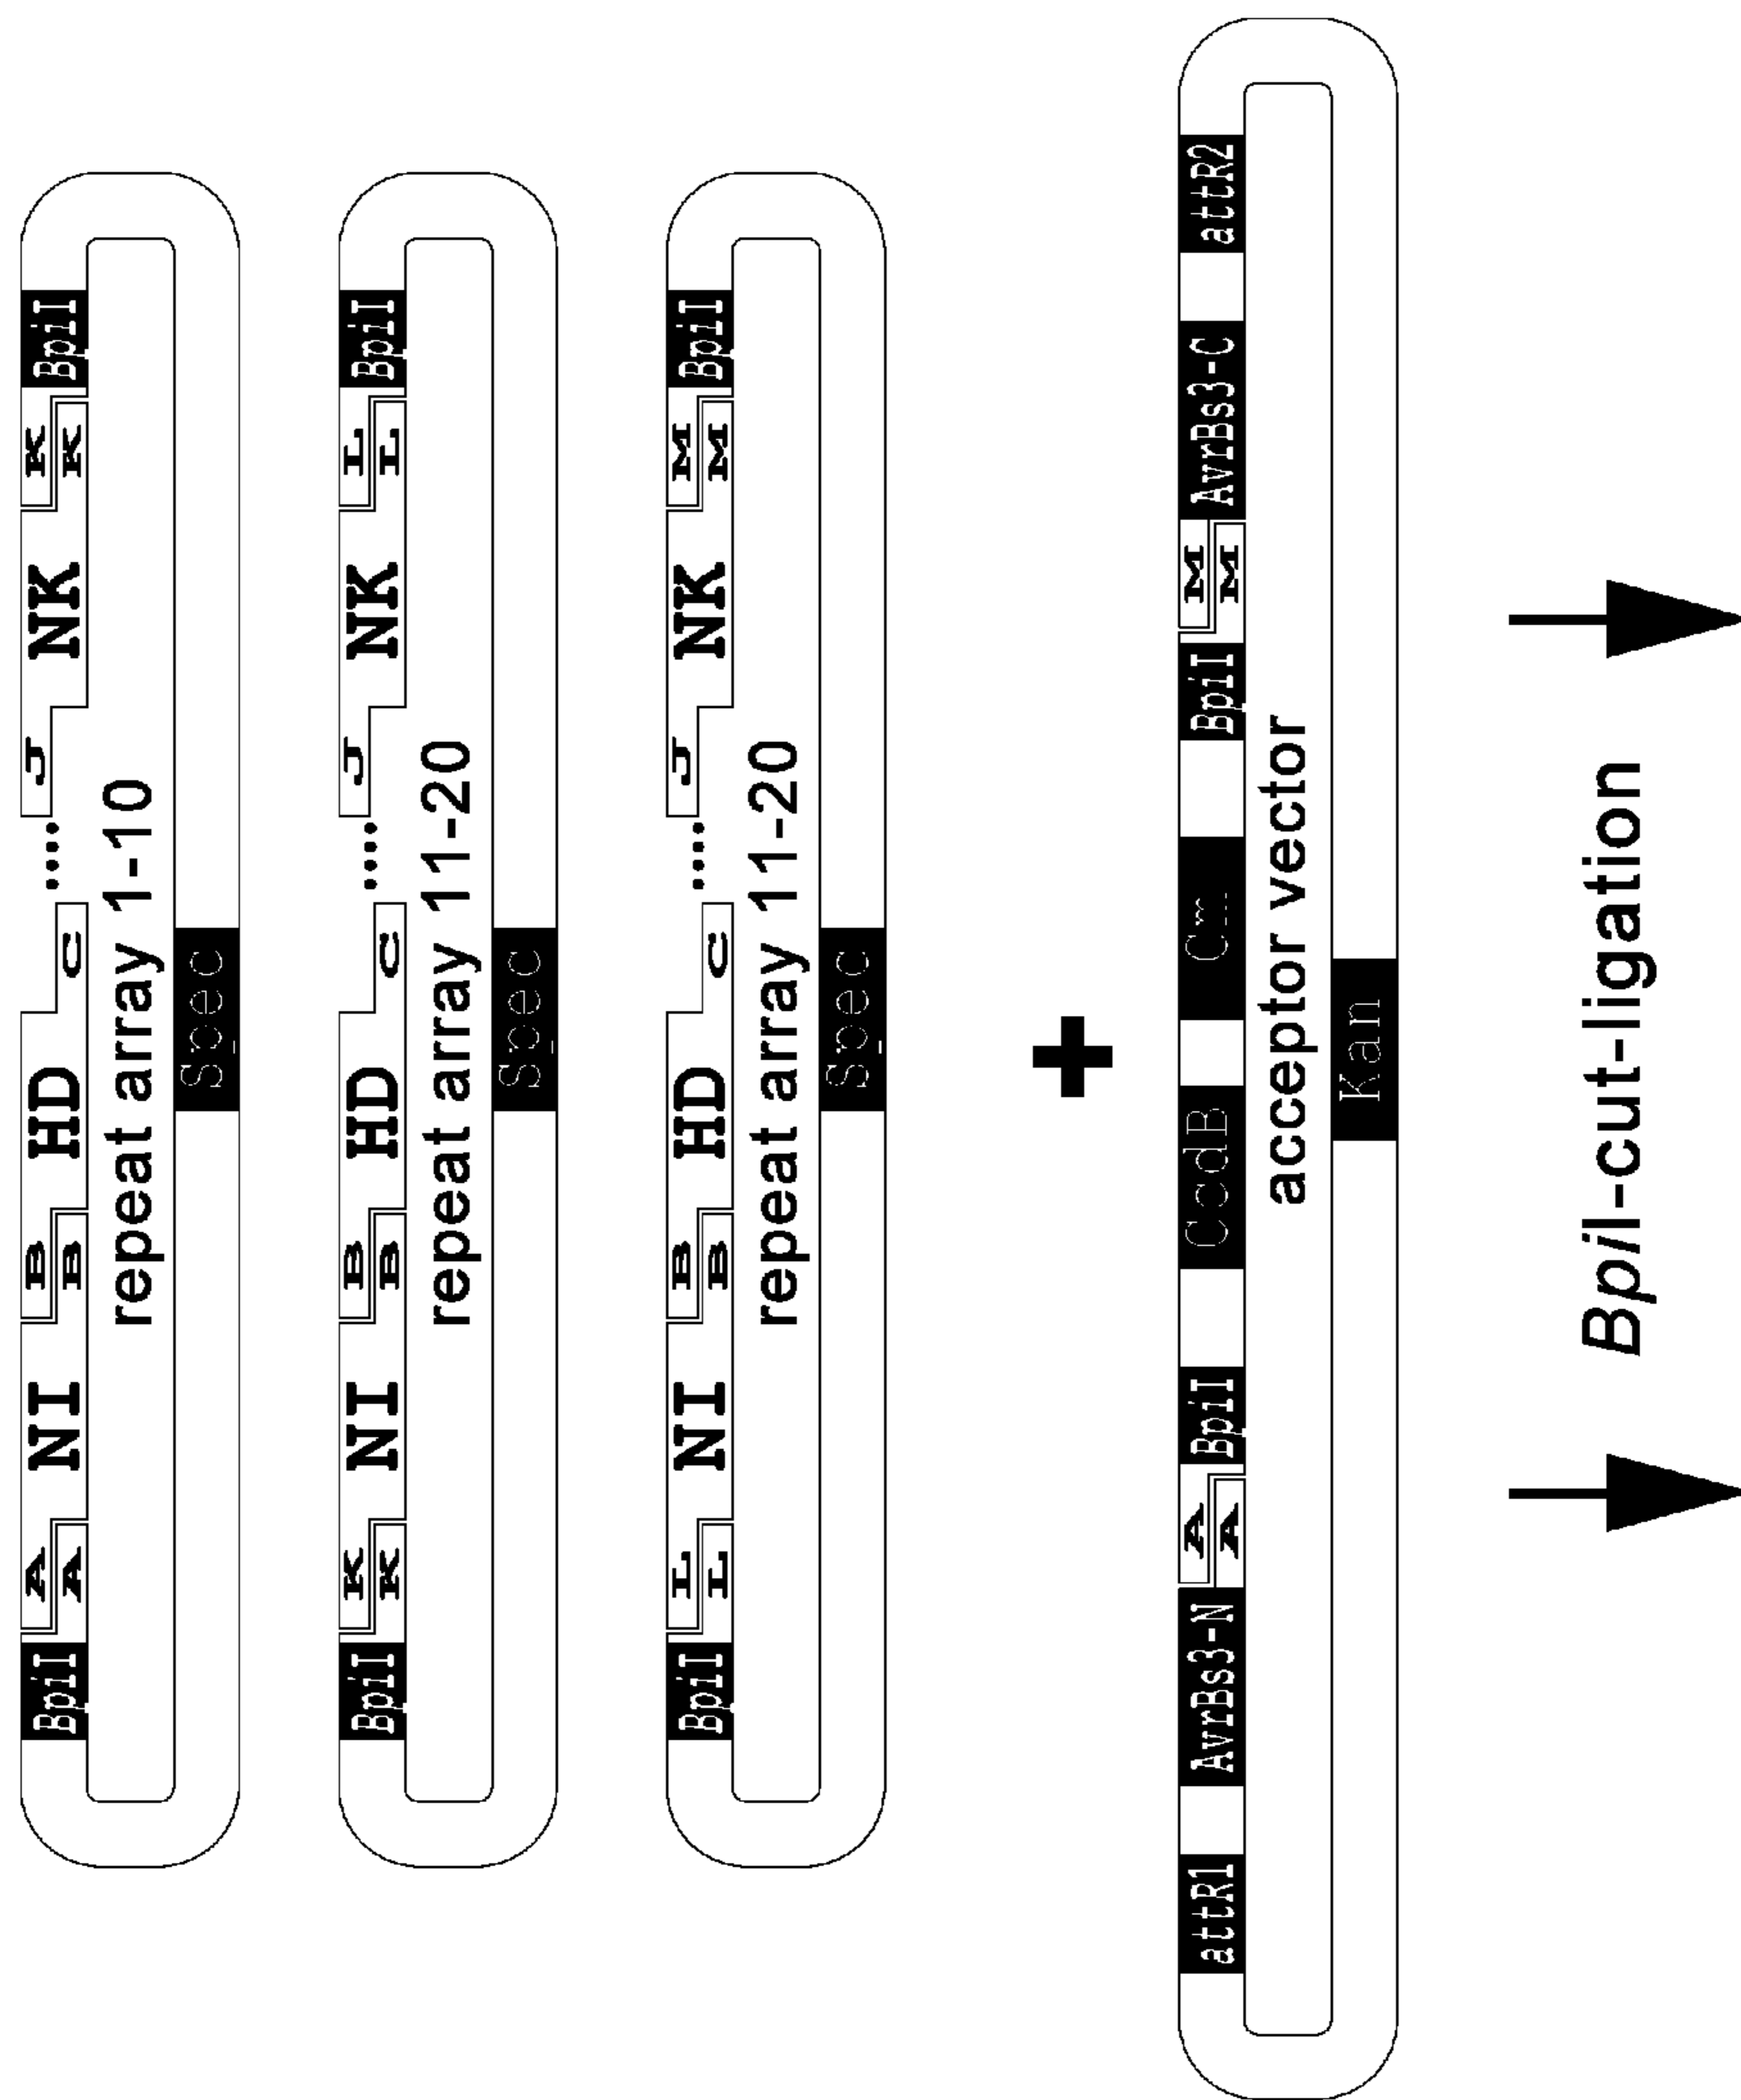 BpiI A A NI B B HD C .... J NK K K BpiI
repeat array 1-10
Spec
BpiI K K NI B B HD C .... J NK L L BpiI
repeat array 11-20
Spec
BpiI L L NI B B HD C .... J NK M M BpiI
repeat array 11-20
Spec
+
attR1 AvrBs3-N A A BpiI CcdB Cm BpiI M M AvrBs3-C attR2
acceptor vector
Kan
BpiI-cut-ligation